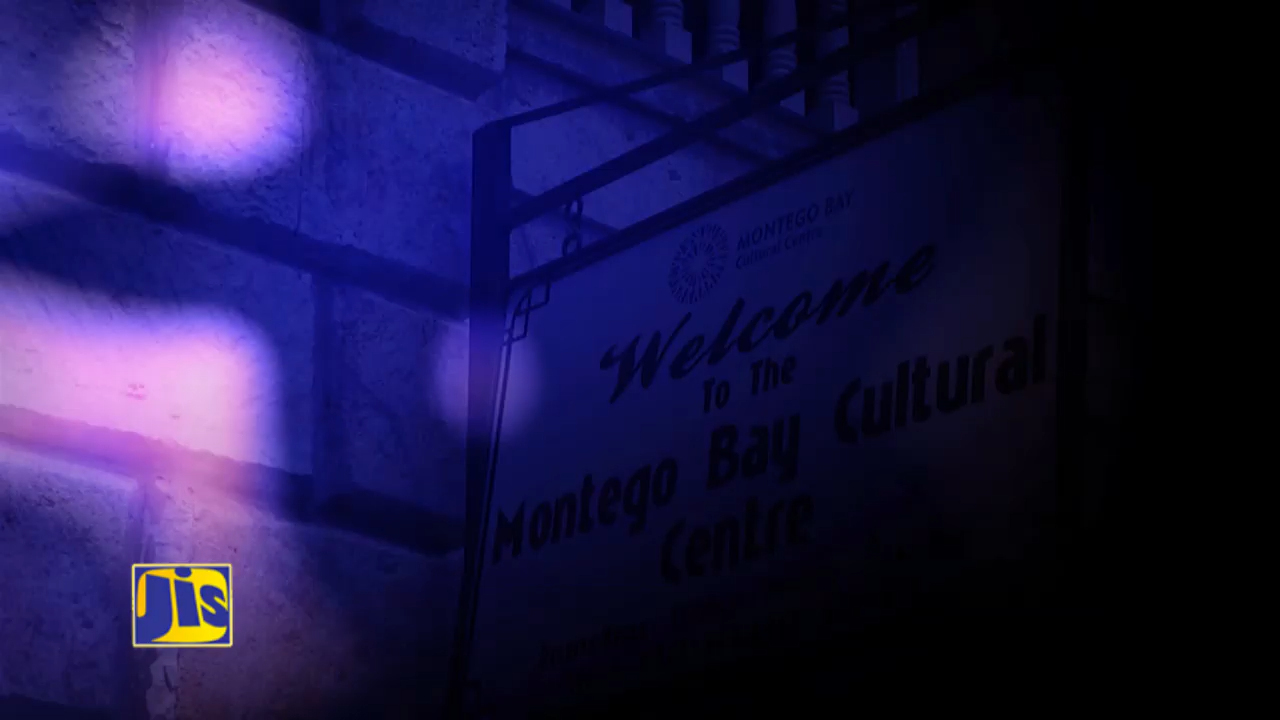 MONTEGO BAY
Cultural Centre
Welcome
To The
Montego Bay Cultural
Centre
JIS